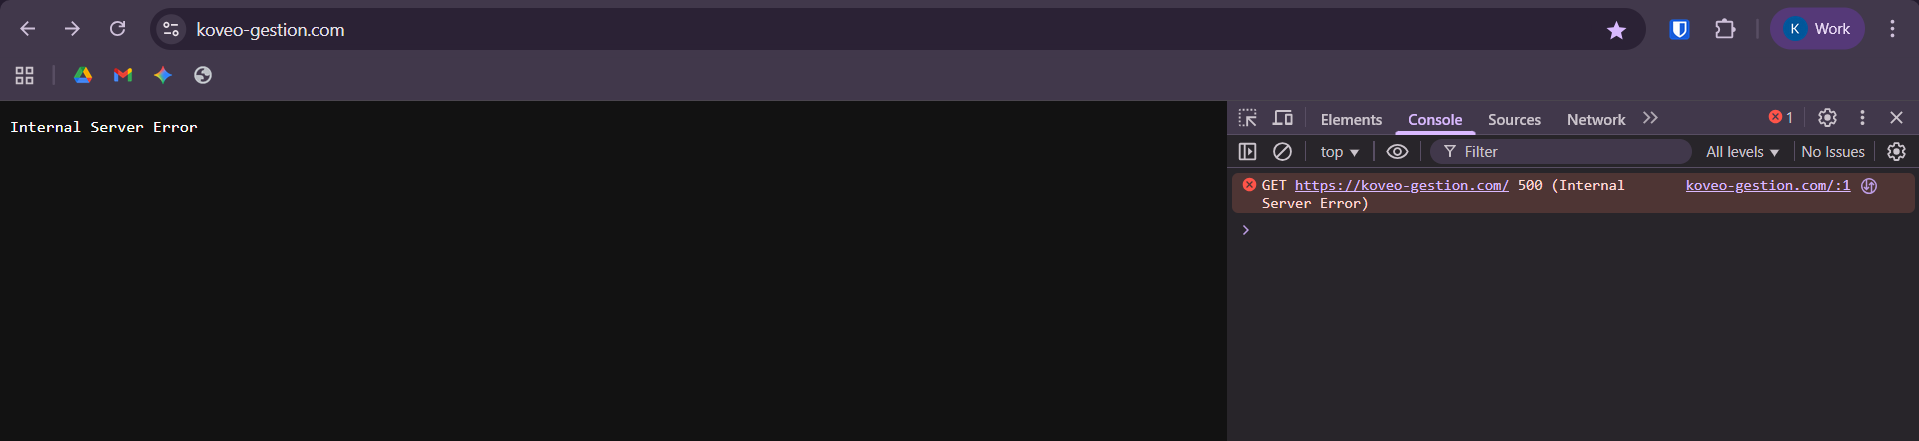 koveo-gestion.com
K Work
Internal Server Error
Elements Console Sources Network 1
top Filter All levels No Issues
GET https://koveo-gestion.com/ 500 (Internal koveo-gestion.com/:1
Server Error)